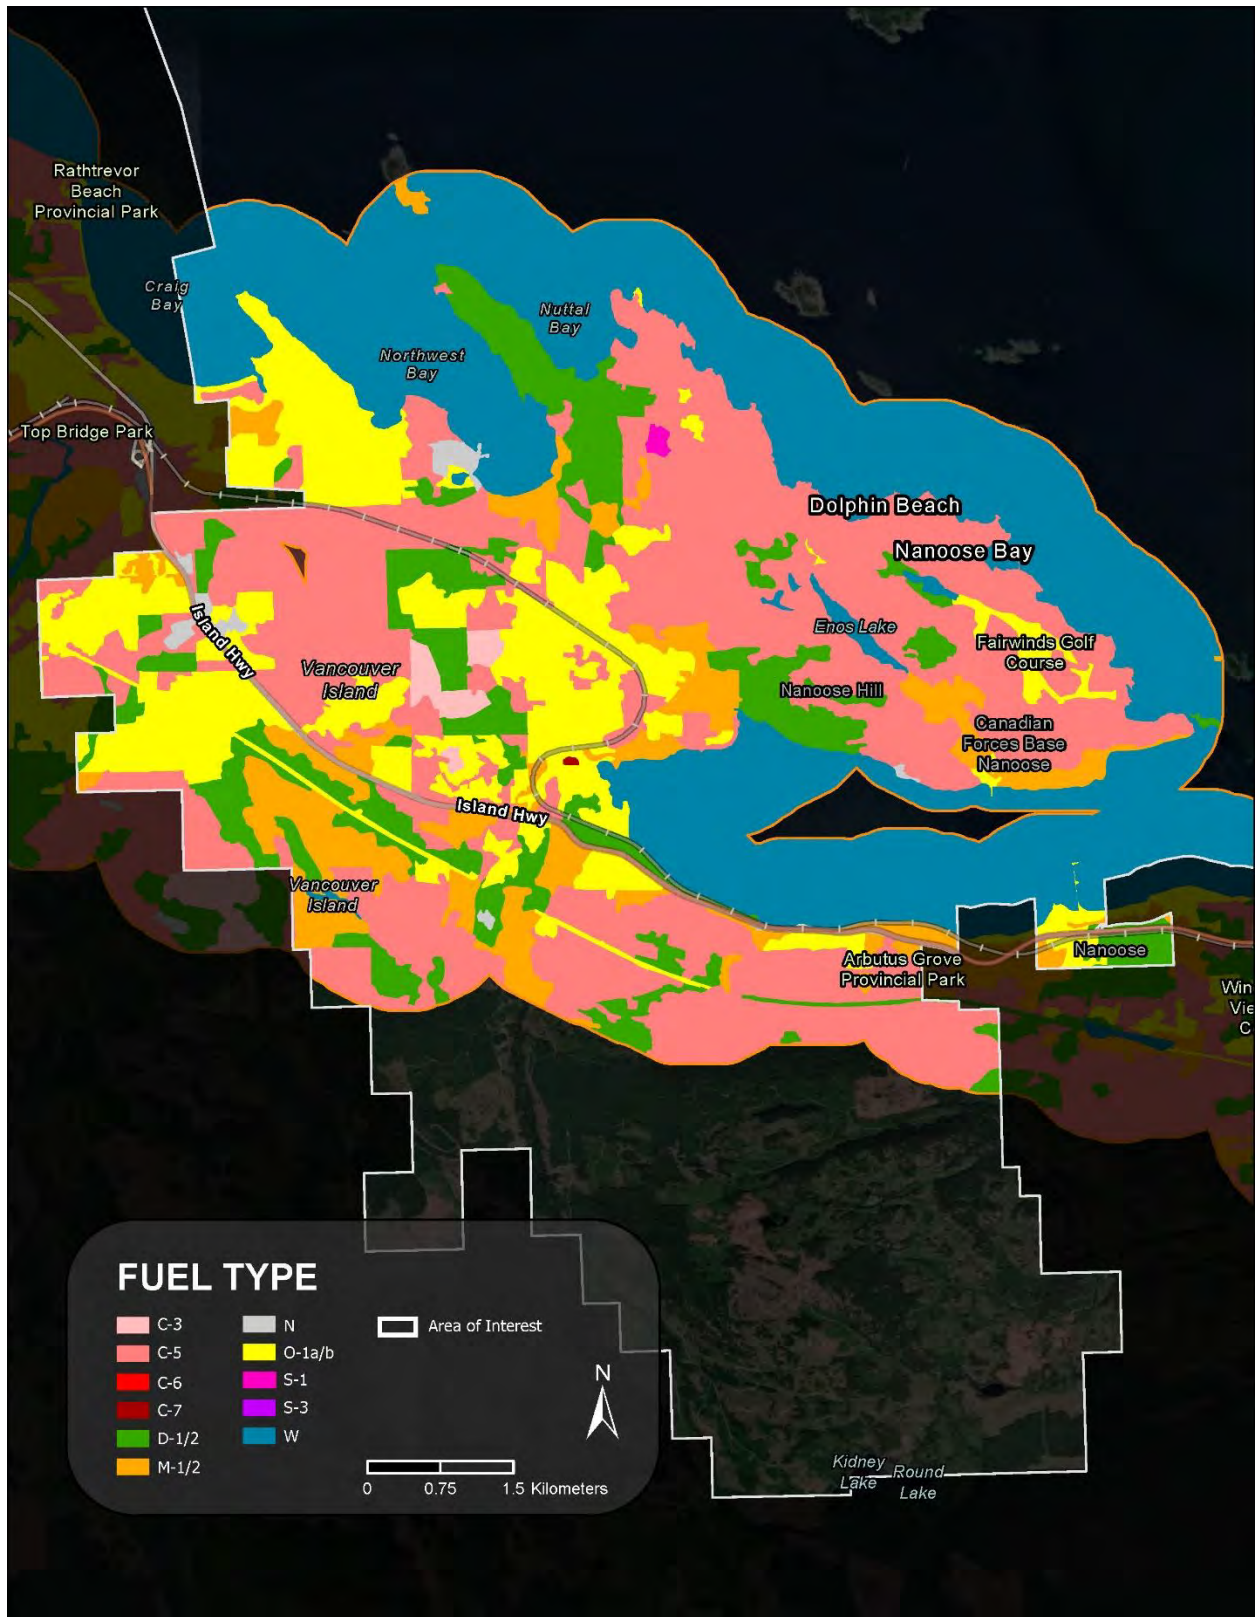 Rathtrevor
Beach
Provincial Park
Craig
Bay
Nuttal
Bay
Northwest
Bay
Top Bridge Park
Dolphin Beach
Nanoose Bay
Island Hwy
Enos Lake
Fairwinds Golf
Course
Vancouver
Island
Nanoose Hill
Canadian
Forces Base
Nanoose
Island Hwy
Vancouver
Island
Arbutus Grove
Provincial Park
Nanoose
Win
Vie
C
FUEL TYPE
C-3
C-5
C-6
C-7
D-1/2
M-1/2
N
O-1a/b
S-1
S-3
W
Area of Interest
N
0 0.75 1.5 Kilometers
Kidney
Lake
Round
Lake